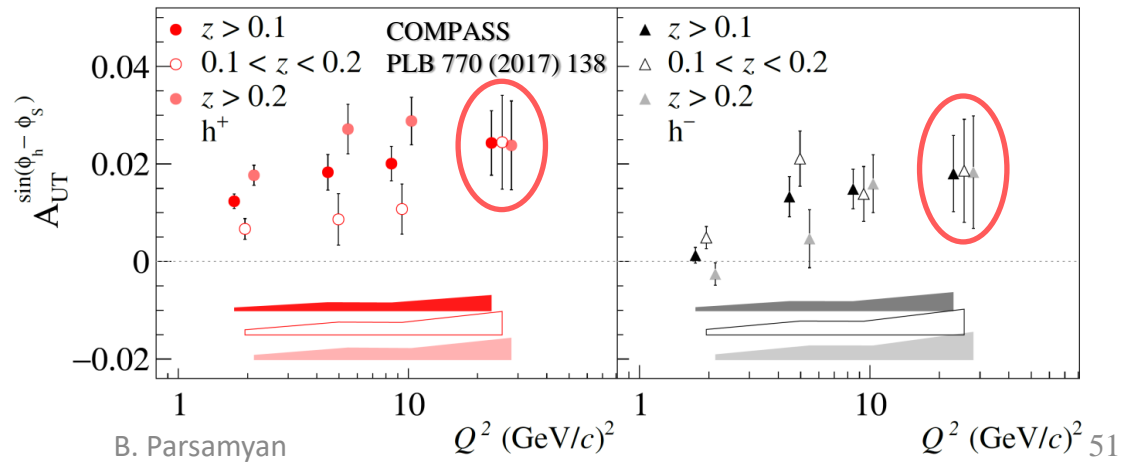 z > 0.1
0.1 < z < 0.2
z > 0.2
h⁺
COMPASS
PLB 770 (2017) 138
z > 0.1
0.1 < z < 0.2
z > 0.2
h⁻
A_UT^sin(ϕ_h − ϕ_S)
0.04
0.02
0
−0.02
1
10
1
10
Q² (GeV/c)²
Q² (GeV/c)²
B. Parsamyan
51